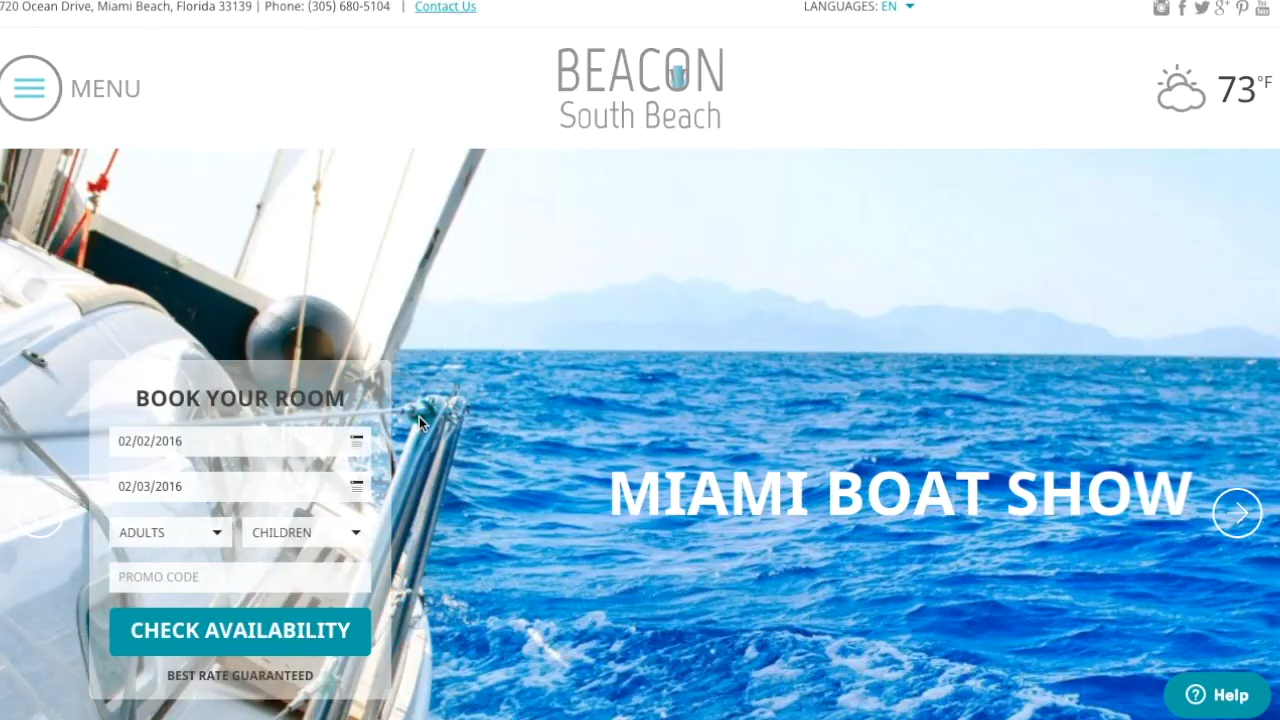 720 Ocean Drive, Miami Beach, Florida 33139 | Phone: (305) 680-5104 | Contact Us
LANGUAGES: EN
MENU
BEACON
South Beach
73°F
BOOK YOUR ROOM
02/02/2016
02/03/2016
ADULTS
CHILDREN
PROMO CODE
CHECK AVAILABILITY
BEST RATE GUARANTEED
MIAMI BOAT SHOW
Help